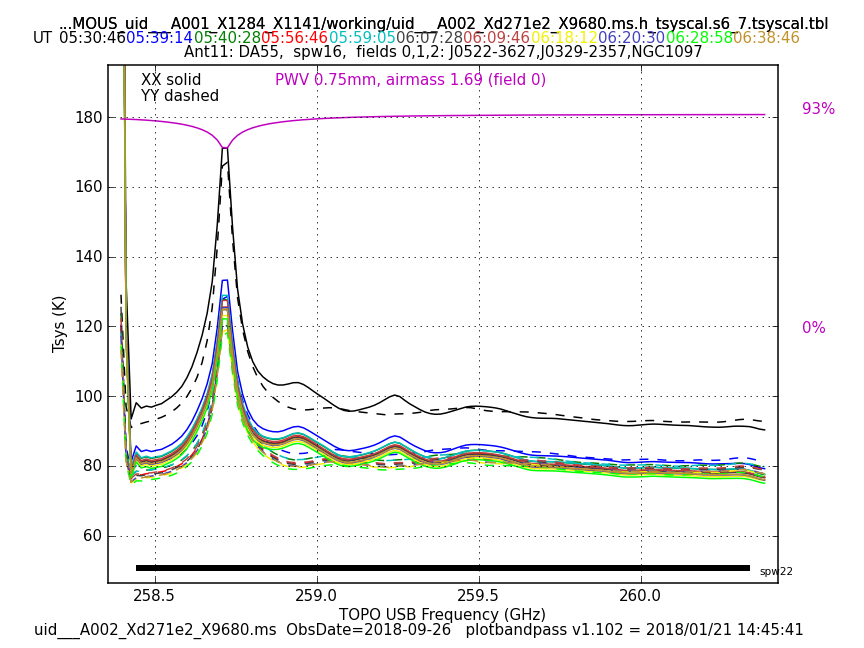 ...MOUS_uid___A001_X1284_X1141/working/uid___A002_Xd271e2_X9680.ms.h_tsyscal.s6_7.tsyscal.tbl
UT 05:30:46 05:39:14 05:40:28 05:56:46 05:59:05 06:07:28 06:09:46 06:18:12 06:20:30 06:28:58 06:38:46
Ant11: DA55, spw16, fields 0,1,2: J0522-3627,J0329-2357,NGC1097
XX solid
YY dashed
PWV 0.75mm, airmass 1.69 (field 0)
93%
0%
180
160
140
120
100
80
60
Tsys (K)
spw22
258.5 259.0 259.5 260.0
TOPO USB Frequency (GHz)
uid___A002_Xd271e2_X9680.ms ObsDate=2018-09-26 plotbandpass v1.102 = 2018/01/21 14:45:41